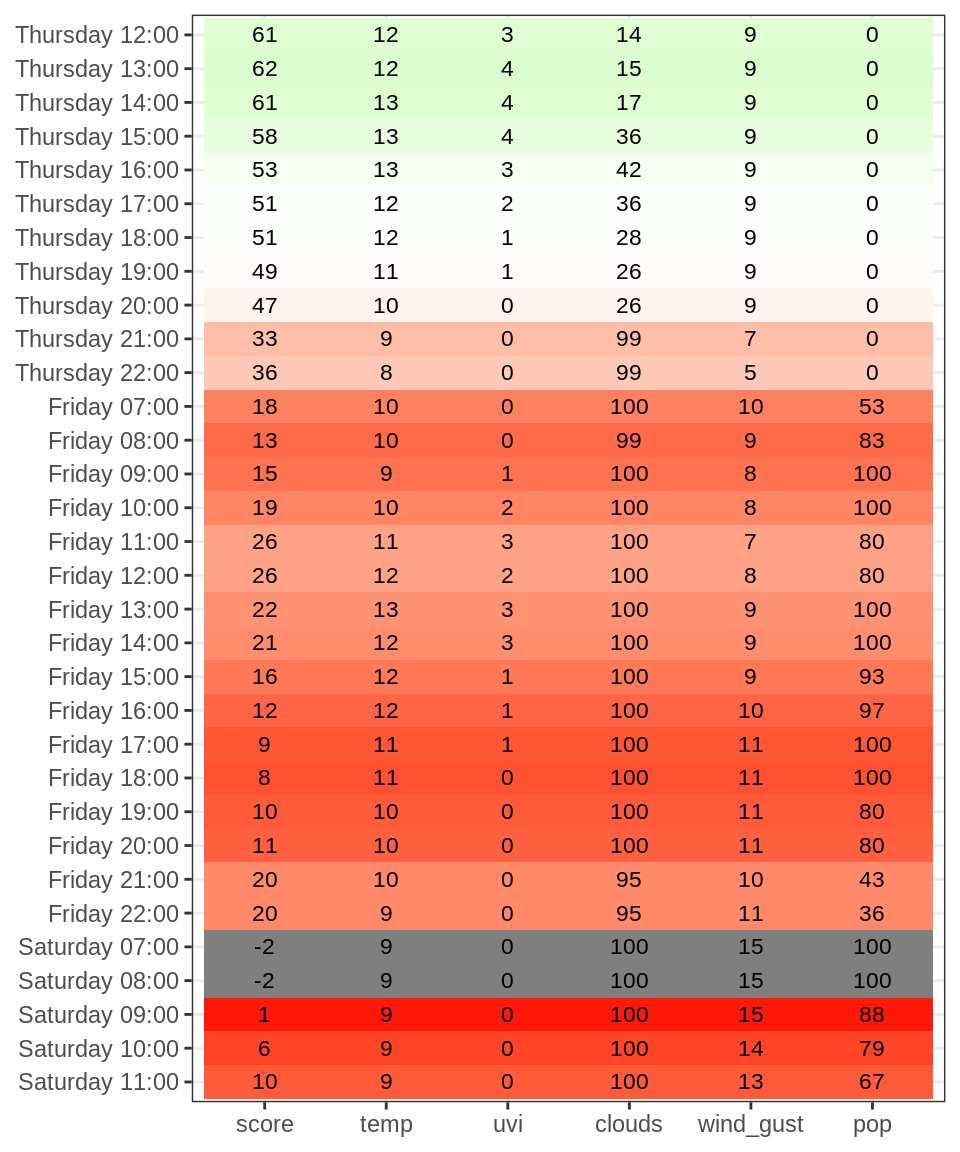 Thursday 12:00 61 12 3 14 9 0
Thursday 13:00 62 12 4 15 9 0
Thursday 14:00 61 13 4 17 9 0
Thursday 15:00 58 13 4 36 9 0
Thursday 16:00 53 13 3 42 9 0
Thursday 17:00 51 12 2 36 9 0
Thursday 18:00 51 12 1 28 9 0
Thursday 19:00 49 11 1 26 9 0
Thursday 20:00 47 10 0 26 9 0
Thursday 21:00 33 9 0 99 7 0
Thursday 22:00 36 8 0 99 5 0
Friday 07:00 18 10 0 100 10 53
Friday 08:00 13 10 0 99 9 83
Friday 09:00 15 9 1 100 8 100
Friday 10:00 19 10 2 100 8 100
Friday 11:00 26 11 3 100 7 80
Friday 12:00 26 12 2 100 8 80
Friday 13:00 22 13 3 100 9 100
Friday 14:00 21 12 3 100 9 100
Friday 15:00 16 12 1 100 9 93
Friday 16:00 12 12 1 100 10 97
Friday 17:00 9 11 1 100 11 100
Friday 18:00 8 11 0 100 11 100
Friday 19:00 10 10 0 100 11 80
Friday 20:00 11 10 0 100 11 80
Friday 21:00 20 10 0 95 10 43
Friday 22:00 20 9 0 95 11 36
Saturday 07:00 -2 9 0 100 15 100
Saturday 08:00 -2 9 0 100 15 100
Saturday 09:00 1 9 0 100 15 88
Saturday 10:00 6 9 0 100 14 79
Saturday 11:00 10 9 0 100 13 67
score temp uvi clouds wind_gust pop